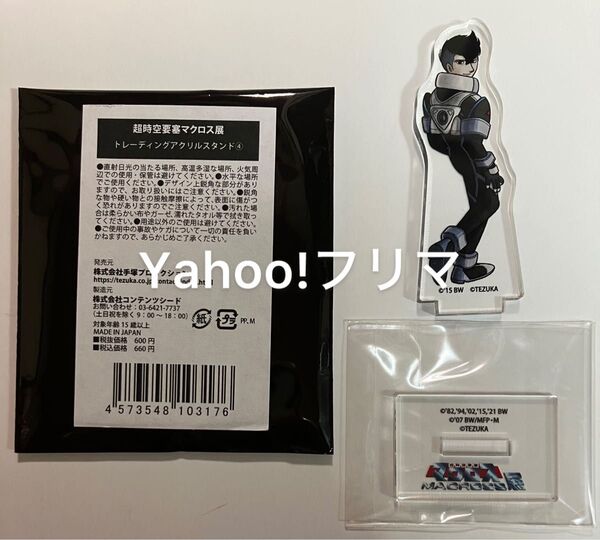 超時空要塞マクロス展
トレーディングアクリルスタンド④
●直射日光の当たる場所、高温多湿な場所、火気周
辺での使用・保管は避けてください。●水平な場所
でご使用ください。●デザイン上鋭角な部分があり
ますので、お取り扱いにはご注意ください。●鋭角
な物や硬い物との接触摩擦によって、表面に傷がつ
く恐れがありますのでご注意ください。●汚れた場
合は柔らかい布やガーゼ、濡れたタオル等で拭き取っ
てください。●用途以外のご使用は避けてください。
●ご使用中の事故やケガについて一切の責任を負い
かねますので、あらかじめご了承ください。
Yahoo!フリマ
発売元
株式会社手塚プロダクション
https://tezuka.co.jp/contact/
製造元
株式会社コンテンツシード
お問い合わせ:03-6421-7737
(土日祝を除く9:00~18:00)
対象年齢15歳以上
MADE IN JAPAN
■税抜価格 600円
■税込価格 660円
紙
プラ
PP、M
4 573548 103176
©'15 BW ©TEZUKA
©'82,'94,'02,'15,'21 BW
©'07 BW/MFP・M
©TEZUKA
マクロス展
MACROSS